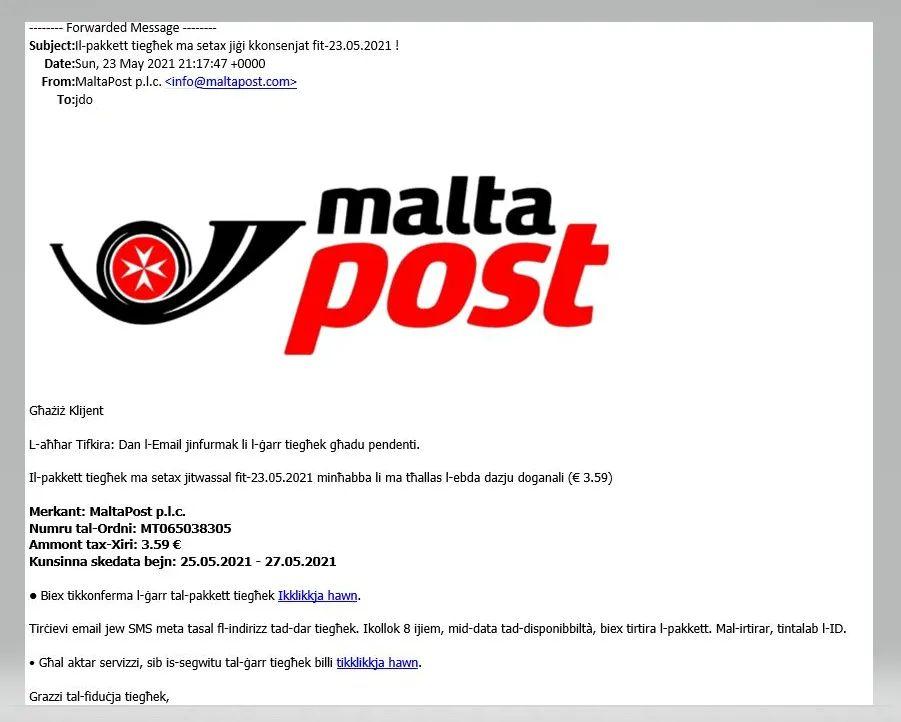 -------- Forwarded Message --------
Subject:Il-pakkett tiegħek ma setax jiġi kkonsenjat fit-23.05.2021 !
Date:Sun, 23 May 2021 21:17:47 +0000
From:MaltaPost p.l.c. <info@maltapost.com>
To:jdo
malta
post
Għażiż Klijent
L-aħħar Tifkira: Dan l-Email jinfurmak li l-ġarr tiegħek għadu pendenti.
Il-pakkett tiegħek ma setax jitwassal fit-23.05.2021 minħabba li ma tħallas l-ebda dazju doganali (€ 3.59)
Merkant: MaltaPost p.l.c.
Numru tal-Ordni: MT065038305
Ammont tax-Xiri: 3.59 €
Kunsinna skedata bejn: 25.05.2021 - 27.05.2021
● Biex tikkonferma l-ġarr tal-pakkett tiegħek Ikklikkja hawn.
Tirċievi email jew SMS meta tasal fl-indirizz tad-dar tiegħek. Ikollok 8 ijiem, mid-data tad-disponibbiltà, biex tirtira l-pakkett. Mal-irtirar, tintalab l-ID.
• Għal aktar servizzi, sib is-segwitu tal-ġarr tiegħek billi tikklikkja hawn.
Grazzi tal-fiduċja tiegħek,